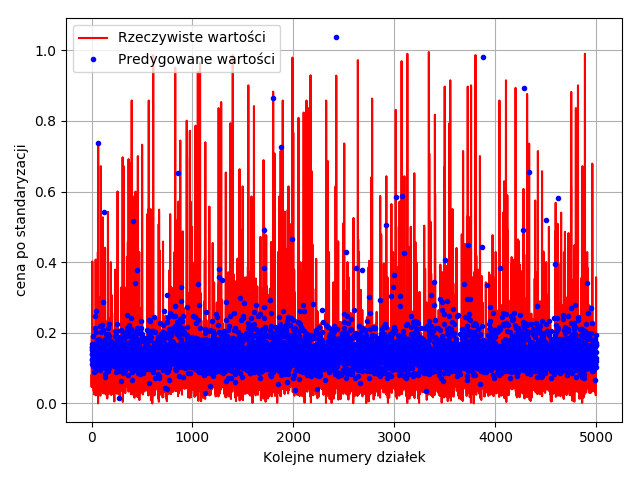 Rzeczywiste wartości
Predygowane wartości
cena po standaryzacji
1.0
0.8
0.6
0.4
0.2
0.0
0 1000 2000 3000 4000 5000
Kolejne numery działek